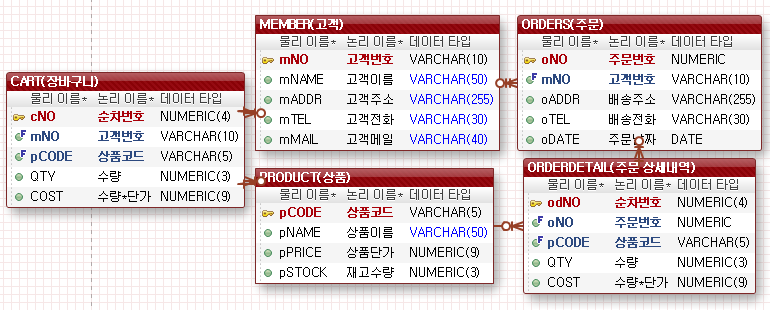 MEMBER(고객)
물리 이름* 논리 이름* 데이터 타입
mNO 고객번호 VARCHAR(10)
mNAME 고객이름 VARCHAR(50)
mADDR 고객주소 VARCHAR(255)
mTEL 고객전화 VARCHAR(30)
mMAIL 고객메일 VARCHAR(40)
ORDERS(주문)
물리 이름* 논리 이름* 데이터 타입
oNO 주문번호 NUMERIC
mNO 고객번호 VARCHAR(10)
oADDR 배송주소 VARCHAR(255)
oTEL 배송전화 VARCHAR(30)
oDATE 주문날짜 DATE
CART(장바구니)
물리 이름* 논리 이름* 데이터 타입
cNO 순차번호 NUMERIC(4)
mNO 고객번호 VARCHAR(10)
pCODE 상품코드 VARCHAR(5)
QTY 수량 NUMERIC(3)
COST 수량*단가 NUMERIC(9)
PRODUCT(상품)
물리 이름* 논리 이름* 데이터 타입
pCODE 상품코드 VARCHAR(5)
pNAME 상품이름 VARCHAR(50)
pPRICE 상품단가 NUMERIC(9)
pSTOCK 재고수량 NUMERIC(3)
ORDERDETAIL(주문 상세내역)
물리 이름* 논리 이름* 데이터 타입
odNO 순차번호 NUMERIC(4)
oNO 주문번호 NUMERIC
pCODE 상품코드 VARCHAR(5)
QTY 수량 NUMERIC(3)
COST 수량*단가 NUMERIC(9)